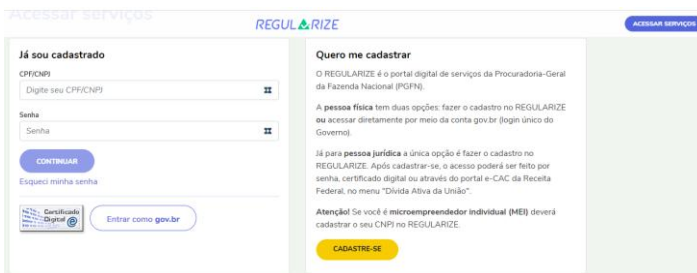 Acessar serviços
REGULARIZE
ACESSAR SERVIÇOS
Já sou cadastrado
CPF/CNPJ
Digite seu CPF/CNPJ
Senha
Senha
CONTINUAR
Esqueci minha senha
Certificado
Digital
Entrar como gov.br
Quero me cadastrar
O REGULARIZE é o portal digital de serviços da Procuradoria-Geral
da Fazenda Nacional (PGFN).
A pessoa física tem duas opções: fazer o cadastro no REGULARIZE
ou acessar diretamente por meio da conta gov.br (login único do
Governo).
Já para pessoa jurídica a única opção é fazer o cadastro no
REGULARIZE. Após cadastrar-se, o acesso poderá ser feito por
senha, certificado digital ou através do portal e-CAC da Receita
Federal, no menu "Dívida Ativa da União".
Atenção! Se você é microempreendedor individual (MEI) deverá
cadastrar o seu CNPJ no REGULARIZE.
CADASTRE-SE